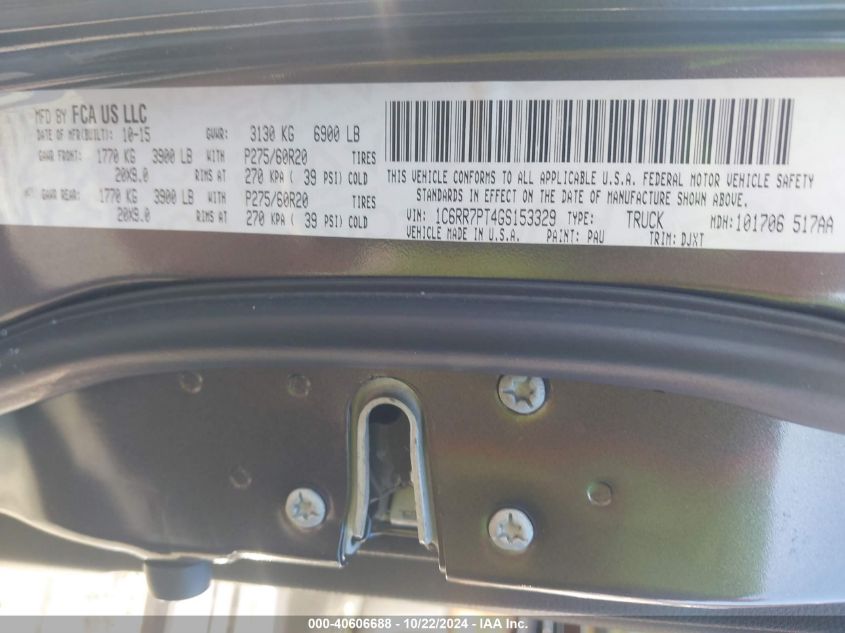 MFD BY FCA US LLC
DATE OF MFR(BUILT): 10-15 GVWR: 3130 KG 6900 LB
GAWR FRONT: 1770 KG 3900 LB WITH P275/60R20 TIRES
20X9.0 RIMS AT 270 KPA ( 39 PSI) COLD
GAWR REAR: 1770 KG 3900 LB WITH P275/60R20 TIRES
20X9.0 RIMS AT 270 KPA ( 39 PSI) COLD
THIS VEHICLE CONFORMS TO ALL APPLICABLE U.S.A. FEDERAL MOTOR VEHICLE SAFETY
STANDARDS IN EFFECT ON THE DATE OF MANUFACTURE SHOWN ABOVE.
VIN: 1C6RR7PT4GS153329 TYPE: TRUCK MDH:101706 517AA
VEHICLE MADE IN U.S.A. PAINT: PAU TRIM: DJXT
000-40606688 - 10/22/2024 - IAA Inc.